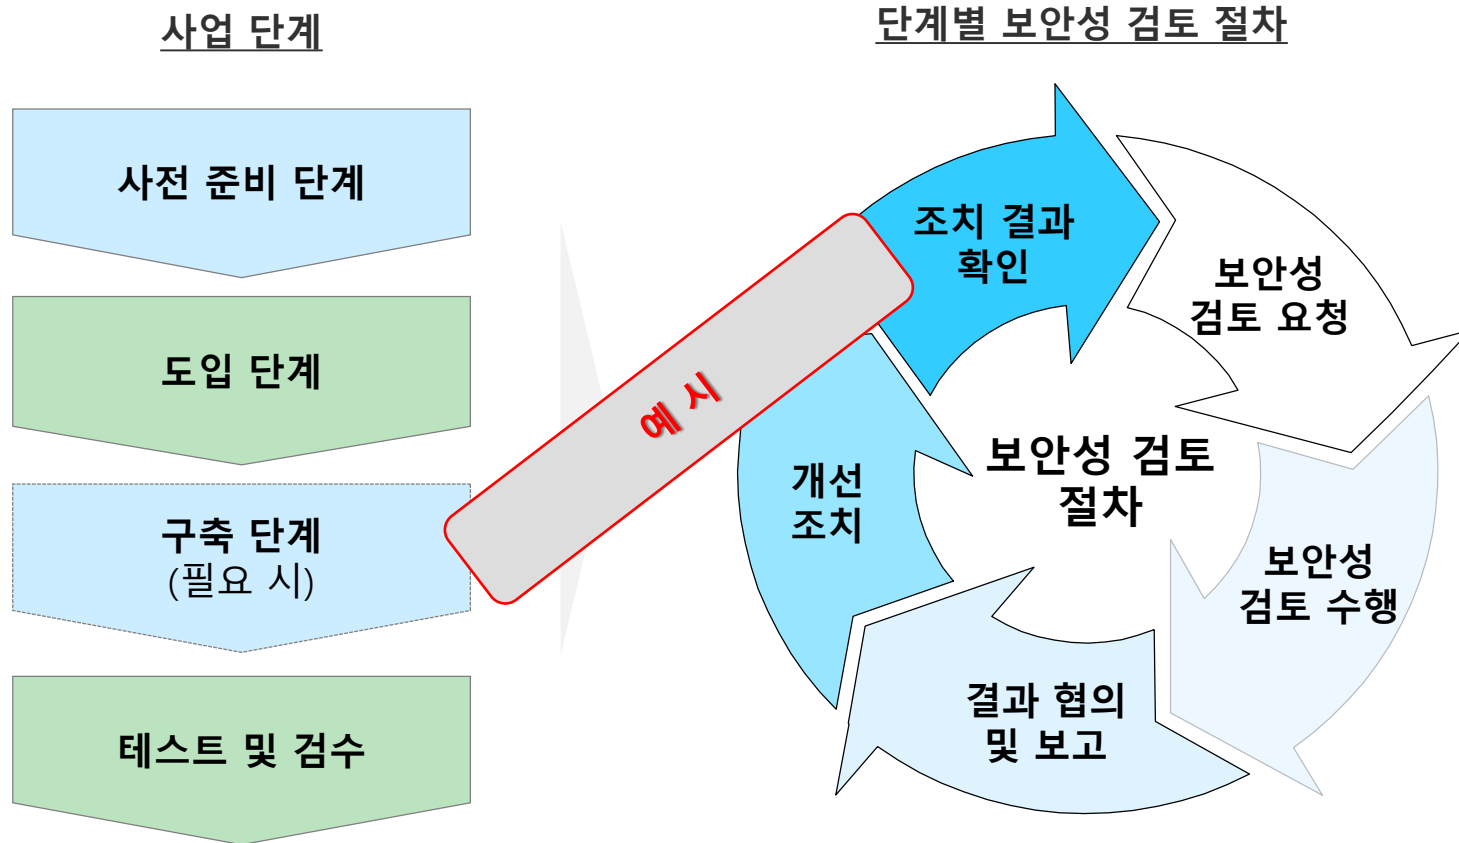 사업 단계
단계별 보안성 검토 절차
사전 준비 단계
도입 단계
구축 단계
(필요 시)
테스트 및 검수
예 시
조치 결과
확인
보안성
검토 요청
보안성
검토 수행
결과 협의
및 보고
개선
조치
보안성 검토
절차